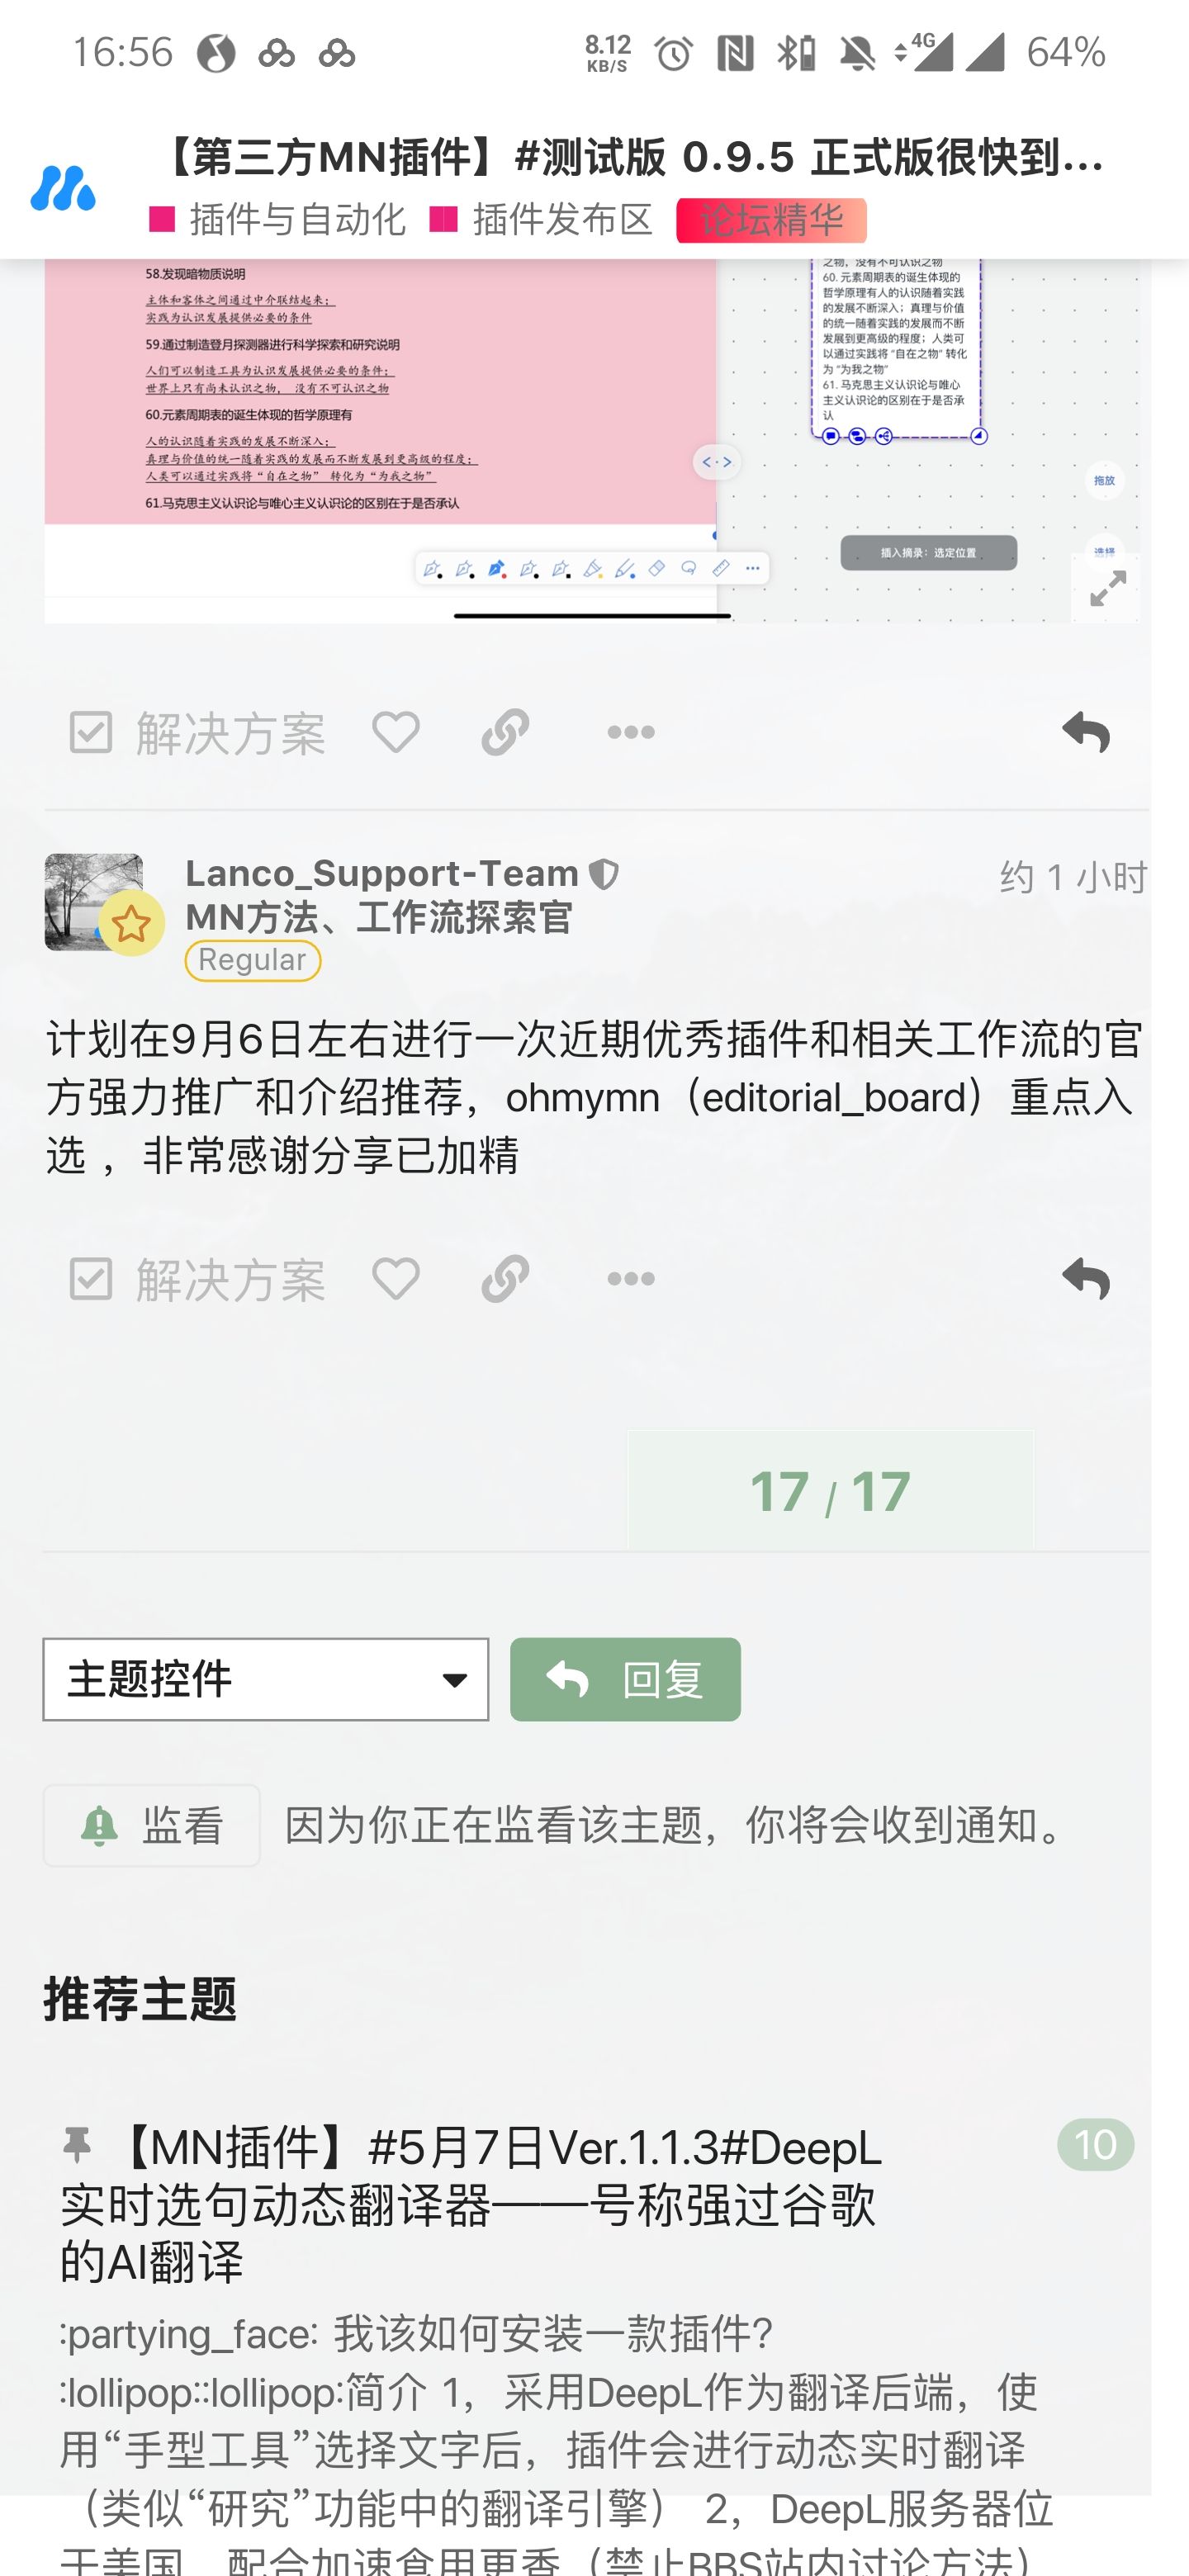 16:56
8.12
KB/S
4G
64%
【第三方MN插件】#测试版 0.9.5 正式版很快到...
插件与自动化 插件发布区 论坛精华
58.发现暗物质说明
主体和客体之间通过中介联结起来；
实践为认识发展提供必要的条件
59.通过制造登月探测器进行科学探索和研究说明
人们可以制造工具为认识发展提供必要的条件；
世界上只有尚未认识之物， 没有不可认识之物
60.元素周期表的诞生体现的哲学原理有
人的认识随着实践的发展不断深入；
真理与价值的统一随着实践的发展而不断发展到更高级的程度；
人类可以通过实践将“自在之物” 转化为“为我之物”
61.马克思主义认识论与唯心主义认识论的区别在于是否承认
之物，没有不可认识之物
60. 元素周期表的诞生体现的
哲学原理有人的认识随着实践
的发展不断深入；真理与价值
的统一随着实践的发展而不断
发展到更高级的程度；人类可
以通过实践将 “自在之物” 转化
为 “为我之物”
61. 马克思主义认识论与唯心
主义认识论的区别在于是否承
认
拖放
插入摘录：选定位置
选择
解决方案
Lanco_Support-Team
约 1 小时
MN方法、工作流探索官
Regular
计划在9月6日左右进行一次近期优秀插件和相关工作流的官
方强力推广和介绍推荐，ohmymn（editorial_board）重点入
选 ，非常感谢分享已加精
解决方案
17 / 17
主题控件
回复
监看
因为你正在监看该主题，你将会收到通知。
推荐主题
【MN插件】#5月7日Ver.1.1.3#DeepL
10
实时选句动态翻译器——号称强过谷歌
的AI翻译
:partying_face: 我该如何安装一款插件?
:lollipop::lollipop:简介 1，采用DeepL作为翻译后端，使
用“手型工具”选择文字后，插件会进行动态实时翻译
（类似“研究”功能中的翻译引擎） 2，DeepL服务器位
于美国，配合加速食用更香（禁止BBS站内讨论方法）